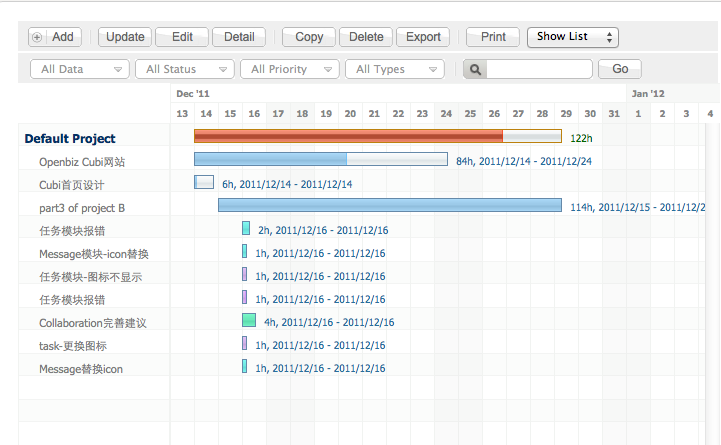 Add Update Edit Detail Copy Delete Export Print Show List
All Data All Status All Priority All Types Go
Dec '11 Jan '12
13 14 15 16 17 18 19 20 21 22 23 24 25 26 27 28 29 30 31 1 2 3 4
Default Project 122h
Openbiz Cubi网站 84h, 2011/12/14 - 2011/12/24
Cubi首页设计 6h, 2011/12/14 - 2011/12/14
part3 of project B 114h, 2011/12/15 - 2011/12/2
任务模块报错 2h, 2011/12/16 - 2011/12/16
Message模块-icon替换 1h, 2011/12/16 - 2011/12/16
任务模块-图标不显示 1h, 2011/12/16 - 2011/12/16
任务模块报错 1h, 2011/12/16 - 2011/12/16
Collaboration完善建议 4h, 2011/12/16 - 2011/12/16
task-更换图标 1h, 2011/12/16 - 2011/12/16
Message替换icon 1h, 2011/12/16 - 2011/12/16